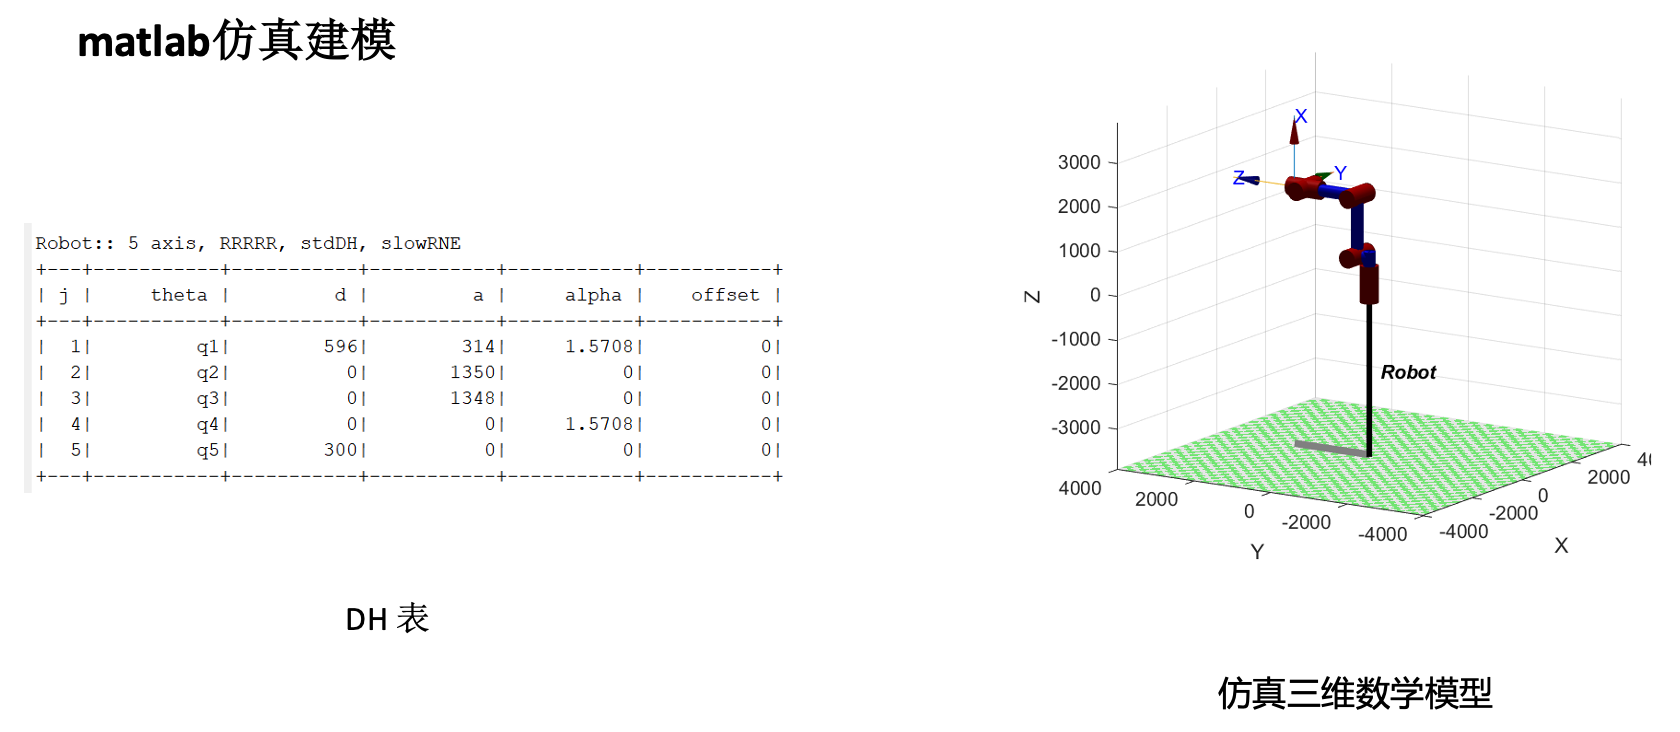 matlab仿真建模
Robot:: 5 axis, RRRRR, stdDH, slowRNE
+---+-----------+-----------+-----------+-----------+-----------+
| j |     theta |         d |         a |     alpha |    offset |
+---+-----------+-----------+-----------+-----------+-----------+
|  1|         q1|        596|        314|     1.5708|          0|
|  2|         q2|          0|       1350|          0|          0|
|  3|         q3|          0|       1348|          0|          0|
|  4|         q4|          0|          0|     1.5708|          0|
|  5|         q5|        300|          0|          0|          0|
+---+-----------+-----------+-----------+-----------+-----------+
DH 表
X
Z
Y
3000
2000
1000
0
-1000
-2000
-3000
Z
Robot
4000
2000
0
-2000
-4000
Y
-4000
-2000
0
2000
X
仿真三维数学模型